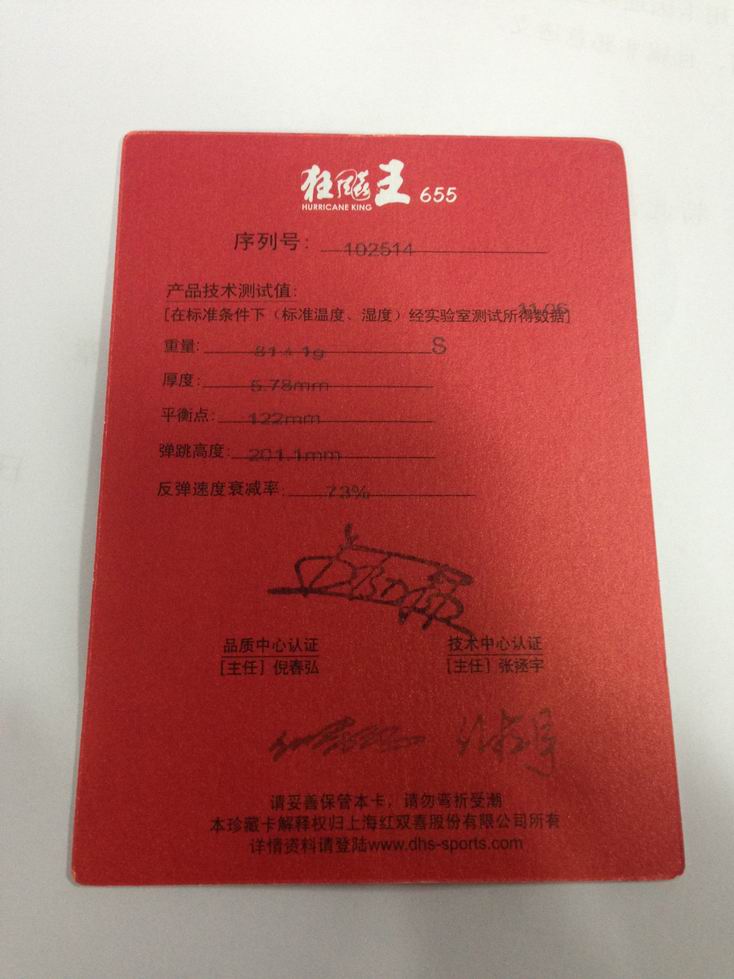 狂飚王 655
HURRICANE KING
序列号: 102514
产品技术测试值:
[在标准条件下（标准温度、湿度）经实验室测试所得数据]
重量: 81±1g S
厚度: 5.78mm
平衡点: 122mm
弹跳高度: 201.1mm
反弹速度衰减率: 73%
品质中心认证 技术中心认证
[主任] 倪春弘 [主任] 张逐宇
请妥善保管本卡，请勿弯折受潮
本珍藏卡解释权归上海红双喜股份有限公司所有
详情资料请登陆www.dhs-sports.com